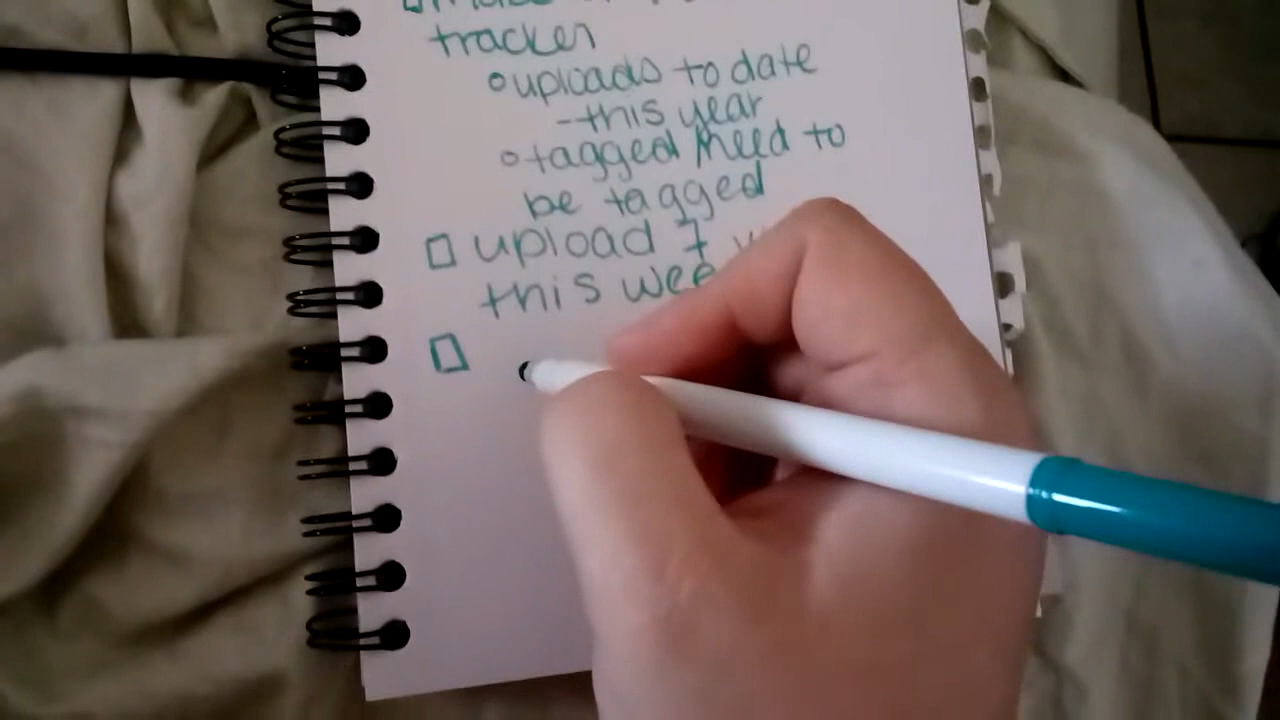 tracker
○ uploads to date
- this year
○ tagged / need to
be tagged
□ upload 7
this wee
□